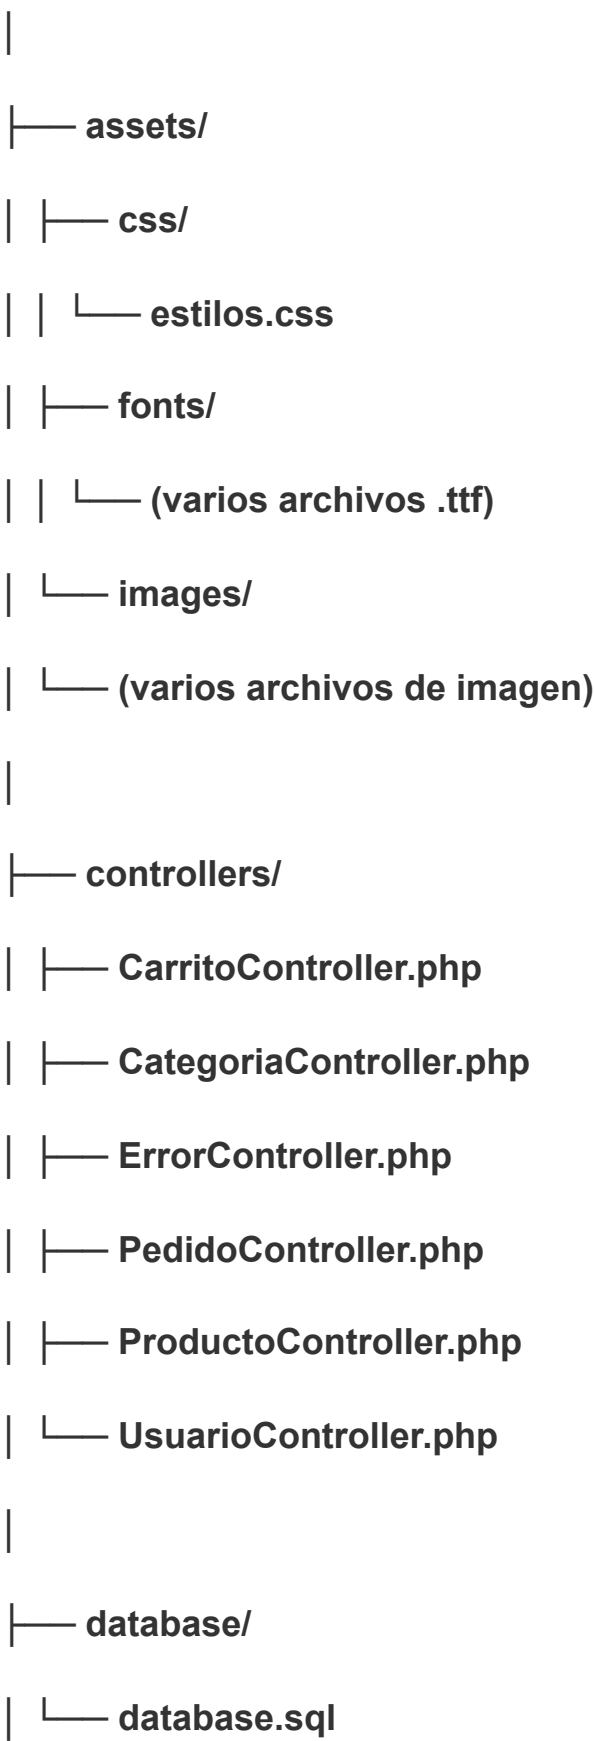 │
├── assets/
│ ├── css/
│ │ └── estilos.css
│ ├── fonts/
│ │ └── (varios archivos .ttf)
│ └── images/
│ └── (varios archivos de imagen)
│
├── controllers/
│ ├── CarritoController.php
│ ├── CategoriaController.php
│ ├── ErrorController.php
│ ├── PedidoController.php
│ ├── ProductoController.php
│ └── UsuarioController.php
│
├── database/
│ └── database.sql